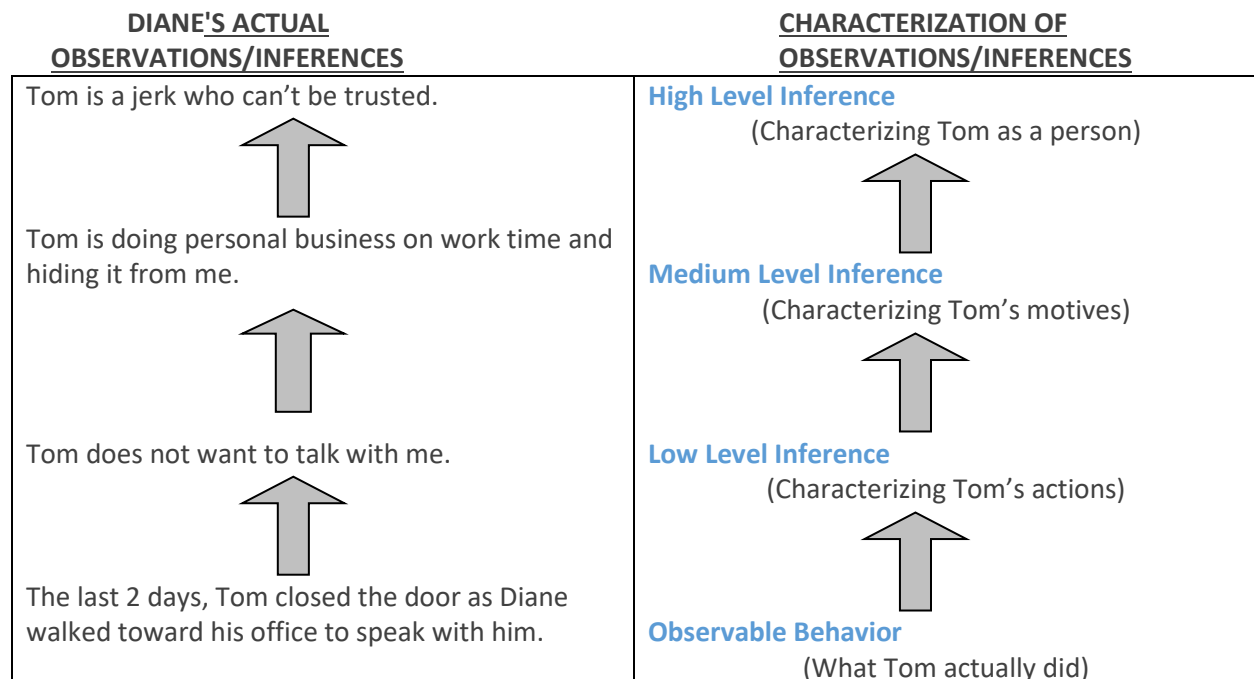 DIANE'S ACTUAL
OBSERVATIONS/INFERENCES
Tom is a jerk who can’t be trusted.
Tom is doing personal business on work time and
hiding it from me.
Tom does not want to talk with me.
The last 2 days, Tom closed the door as Diane
walked toward his office to speak with him.
CHARACTERIZATION OF
OBSERVATIONS/INFERENCES
High Level Inference
(Characterizing Tom as a person)
Medium Level Inference
(Characterizing Tom’s motives)
Low Level Inference
(Characterizing Tom’s actions)
Observable Behavior
(What Tom actually did)